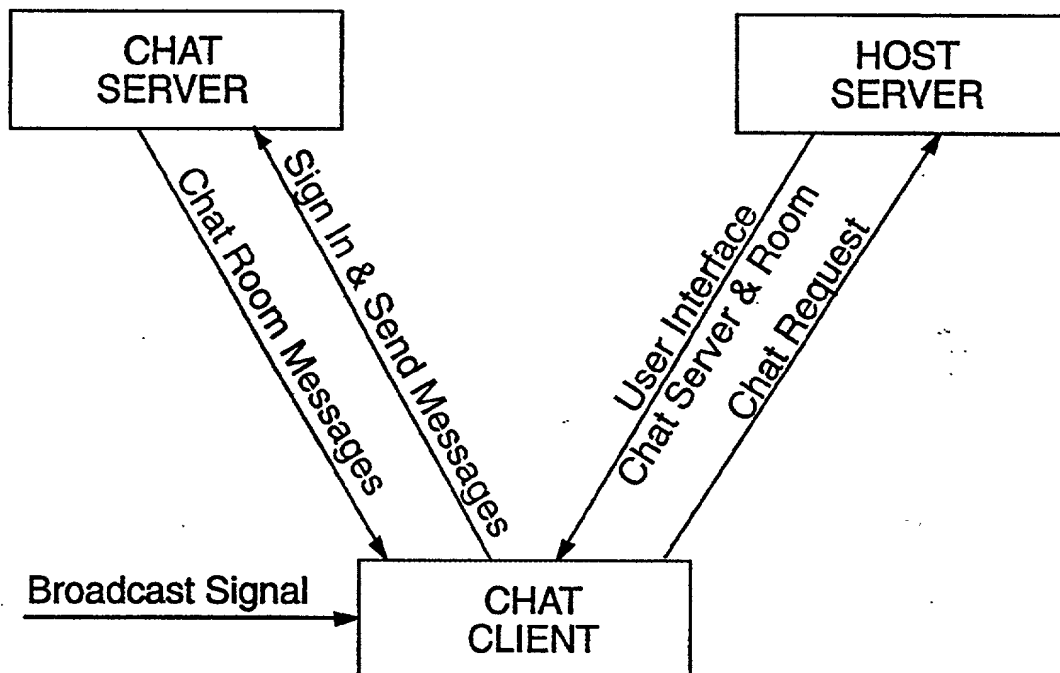 CHAT
SERVER
HOST
SERVER
Chat Room Messages
Sign In & Send Messages
User Interface
Chat Server & Room
Chat Request
Broadcast Signal
CHAT
CLIENT